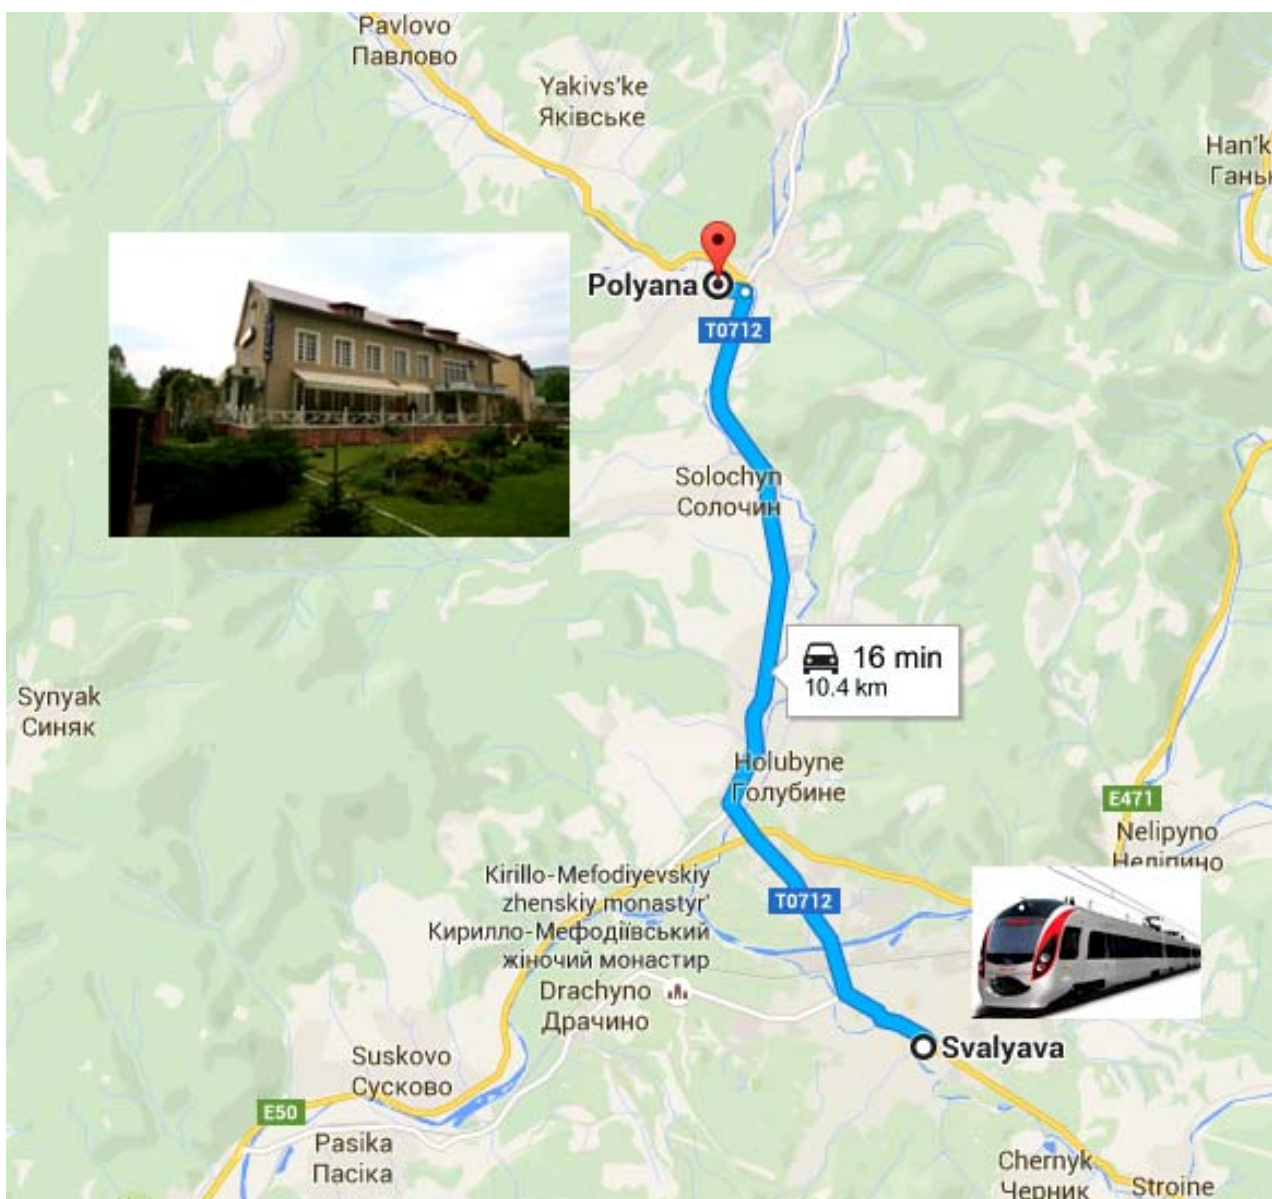 Pavlovo
Павлово
Yakivs'ke
Яківське
Han'k
Ганьк
Polyana
T0712
Solochyn
Солочин
16 min
10.4 km
Synyak
Синяк
Holubyne
Голубине
E471
Nelipyno
Неліпино
Kirillo-Mefodiyevskiy
zhenskiy monastyr'
Кирилло-Мефодіївський
жіночий монастир
T0712
Drachyno
Драчино
Svalyava
Suskovo
Сусково
E50
Pasika
Пасіка
Chernyk
Черник
Stroine